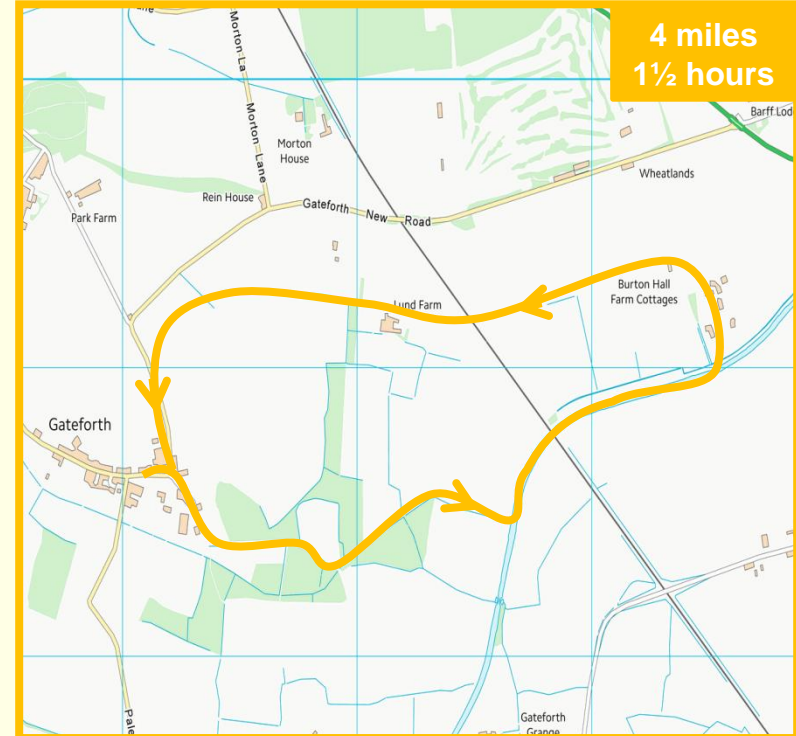 4 miles
1½ hours
Lane
Morton La
Morton Lane
Barff Lod
Morton
House
Wheatlands
Rein House
Gateforth New Road
Park Farm
Burton Hall
Farm Cottages
Lund Farm
Gateforth
Pale
Gateforth
Grange